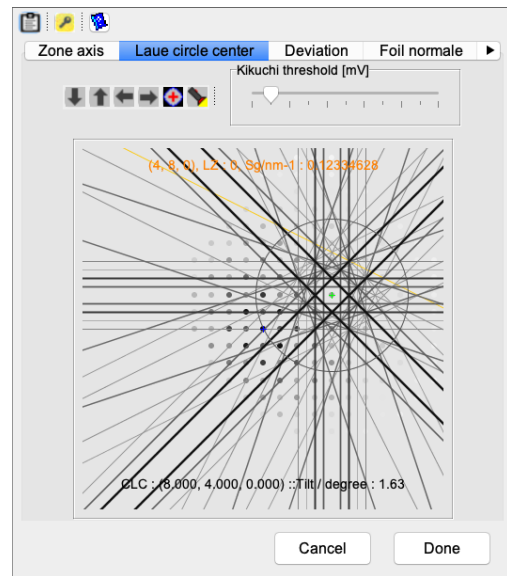 Zone axis Laue circle center Deviation Foil normale
Kikuchi threshold [mV]
(4, 8, 0), LZ : 0, Sg/nm-1 : 0.12334628
CLC : (8.000, 4.000, 0.000) ::Tilt / degree : 1.63
Cancel Done